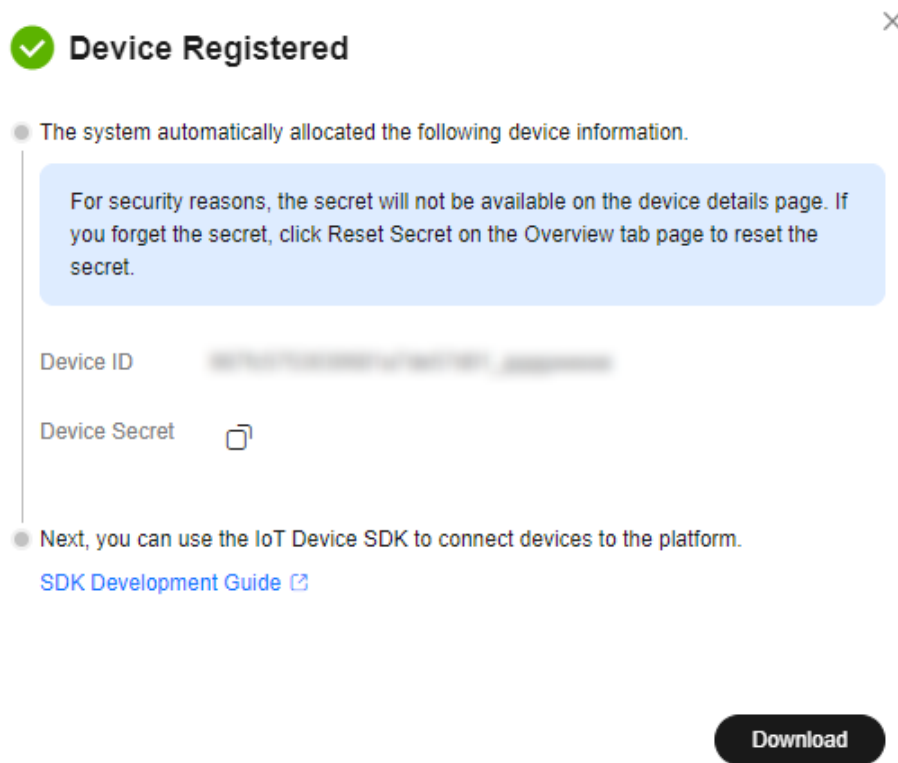 Device Registered
The system automatically allocated the following device information.
For security reasons, the secret will not be available on the device details page. If
you forget the secret, click Reset Secret on the Overview tab page to reset the
secret.
Device ID
Device Secret
Next, you can use the IoT Device SDK to connect devices to the platform.
SDK Development Guide
Download